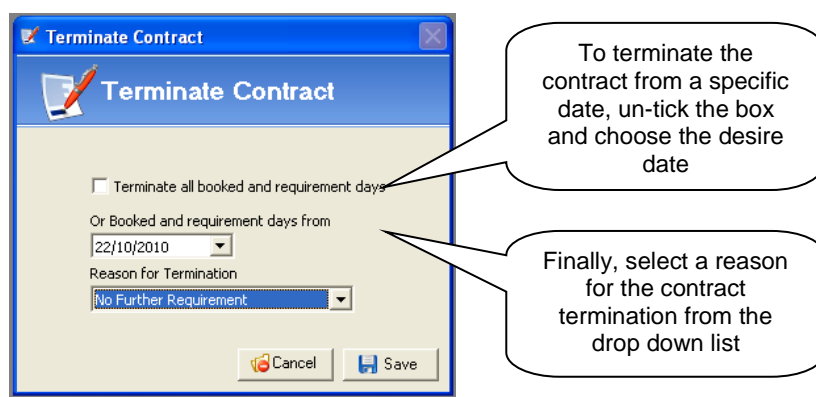 Terminate Contract
Terminate Contract
To terminate the
contract from a specific
date, un-tick the box
and choose the desire
date
Terminate all booked and requirement days
Or Booked and requirement days from
22/10/2010
Reason for Termination
No Further Requirement
Finally, select a reason
for the contract
termination from the
drop down list
Cancel
Save